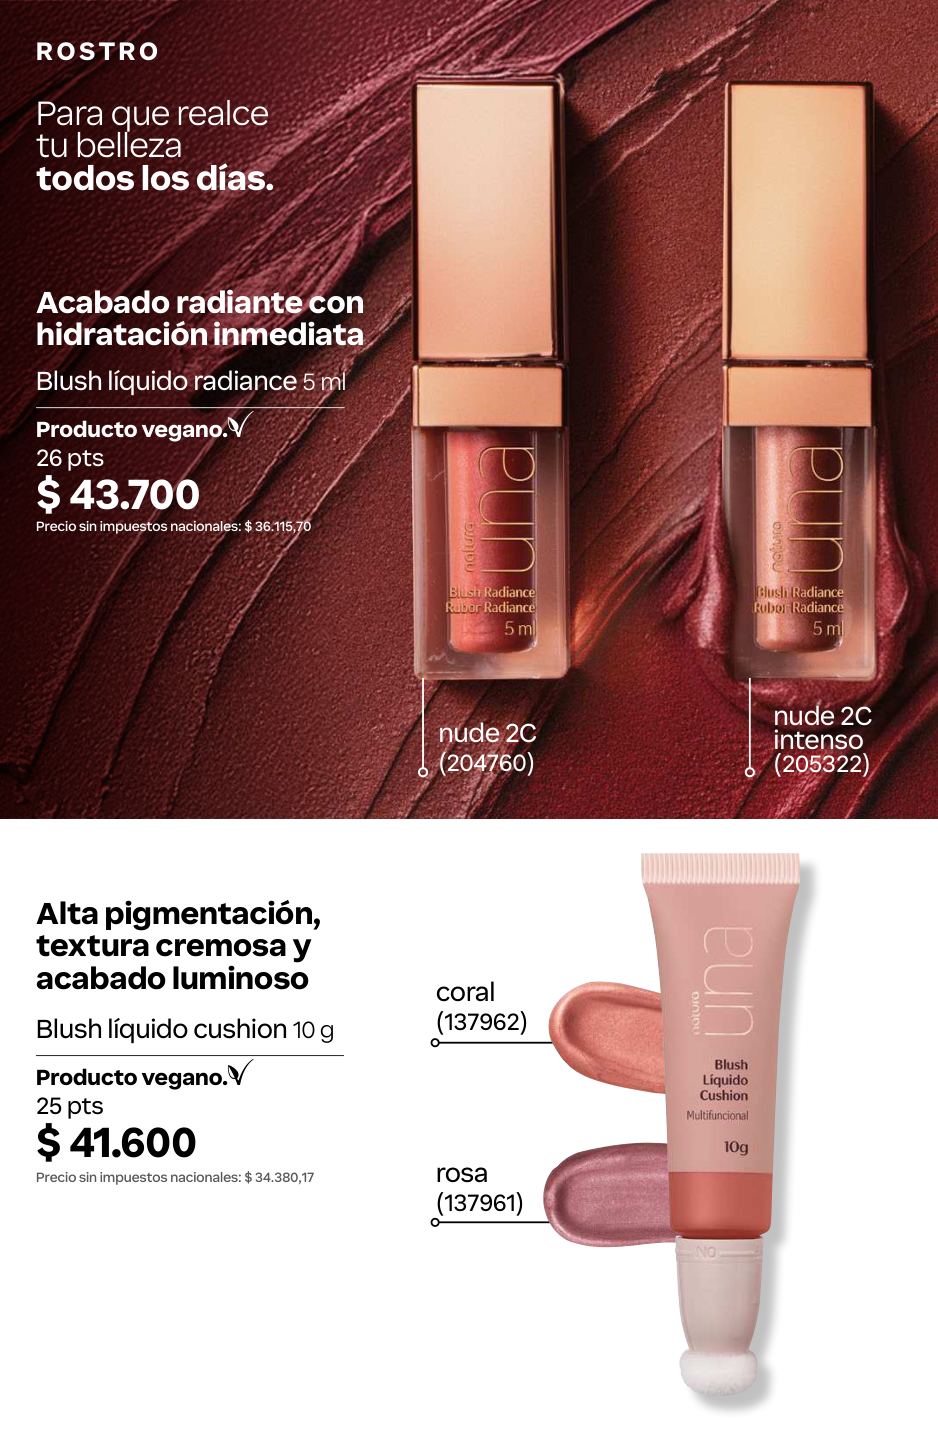 ROSTRO
Para que realce
tu belleza
todos los días.
Acabado radiante con
hidratación inmediata
Blush líquido radiance 5 ml
Producto vegano.
26 pts
$ 43.700
Precio sin impuestos nacionales: $ 36.115,70
natura
una
Blush Radiance
Rubor Radiance
5 ml
natura
una
Blush Radiance
Rubor Radiance
5 ml
nude 2C
(204760)
nude 2C
intenso
(205322)
Alta pigmentación,
textura cremosa y
acabado luminoso
Blush líquido cushion 10 g
Producto vegano.
25 pts
$ 41.600
Precio sin impuestos nacionales: $ 34.380,17
coral
(137962)
rosa
(137961)
natura
una
Blush
Líquido
Cushion
Multifuncional
10g
NO